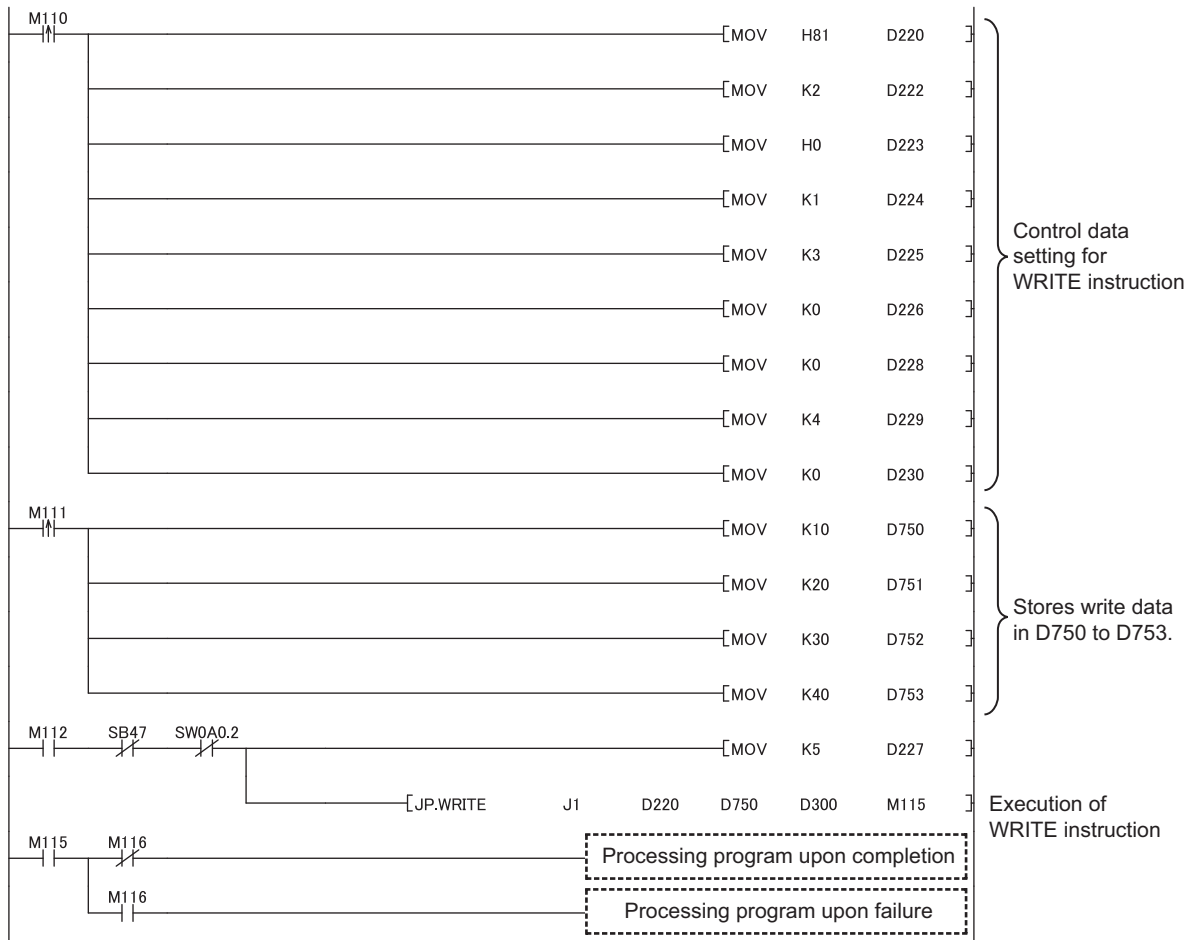 M110
MOV H81 D220
MOV K2 D222
MOV H0 D223
MOV K1 D224
MOV K3 D225
MOV K0 D226
MOV K0 D228
MOV K4 D229
MOV K0 D230
Control data
setting for
WRITE instruction
M111
MOV K10 D750
MOV K20 D751
MOV K30 D752
MOV K40 D753
Stores write data
in D750 to D753.
M112 SB47 SW0A0.2
MOV K5 D227
JP.WRITE J1 D220 D750 D300 M115
Execution of
WRITE instruction
M115 M116
Processing program upon completion
M116
Processing program upon failure